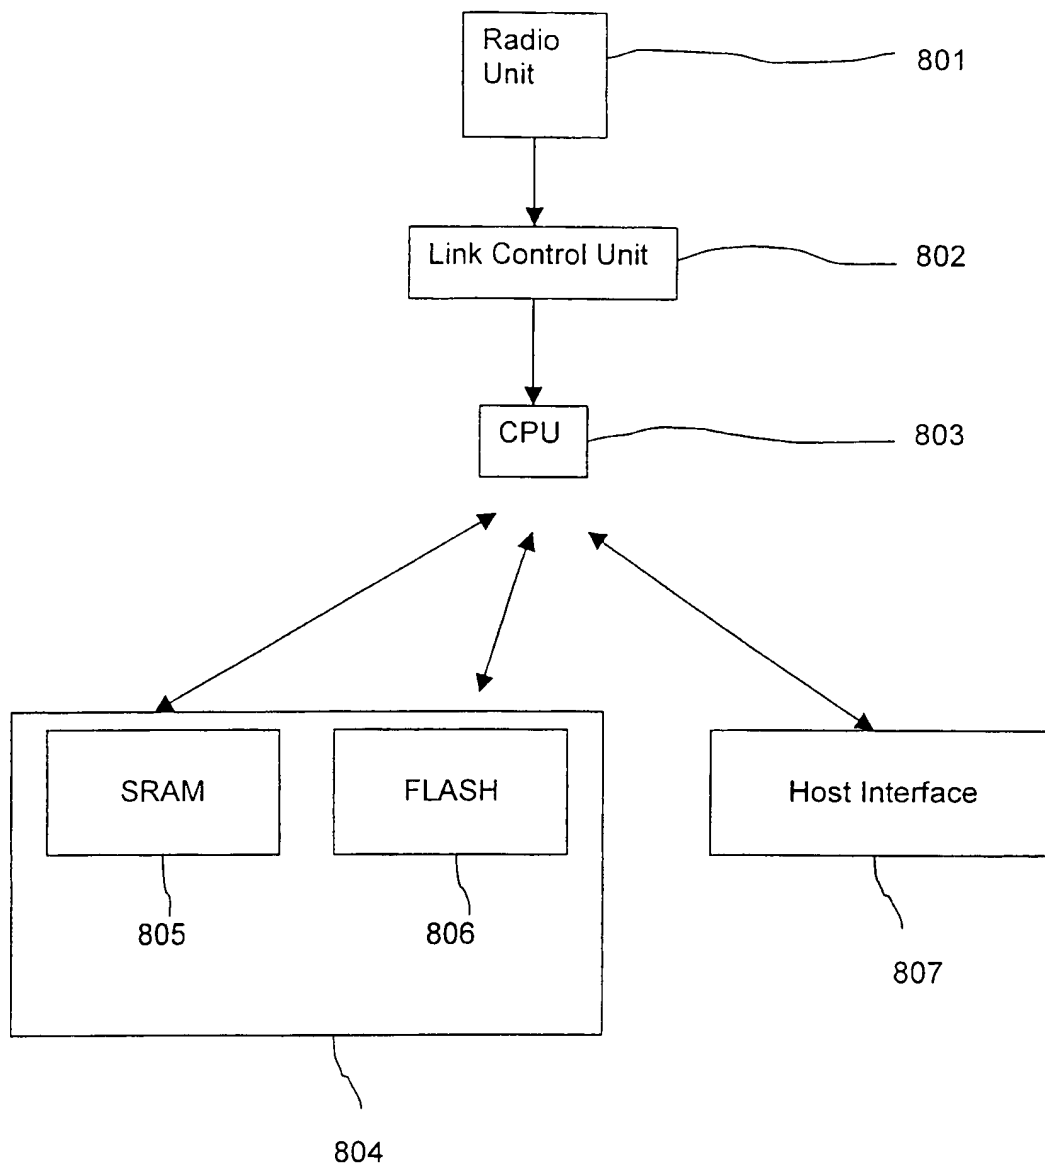 Radio
Unit
801
Link Control Unit
802
CPU
803
SRAM
FLASH
Host Interface
805
806
807
804